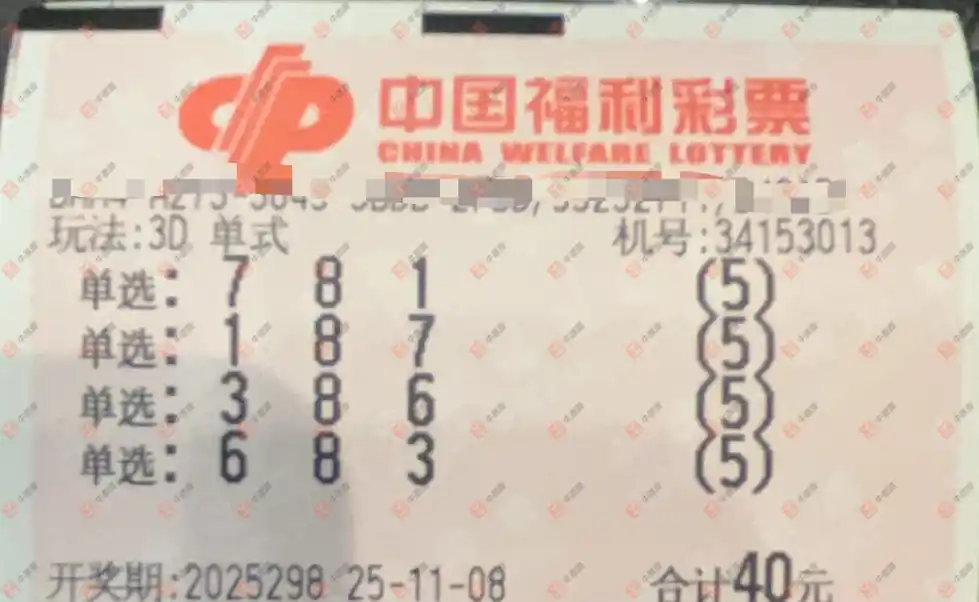 中国福利彩票
CHINA WELFARE LOTTERY
玩法:3D 单式 机号:34153013
单选: 7 8 1 (5)
单选: 1 8 7 (5)
单选: 3 8 6 (5)
单选: 6 8 3 (5)
开奖期:2025298 25-11-08 合计40元